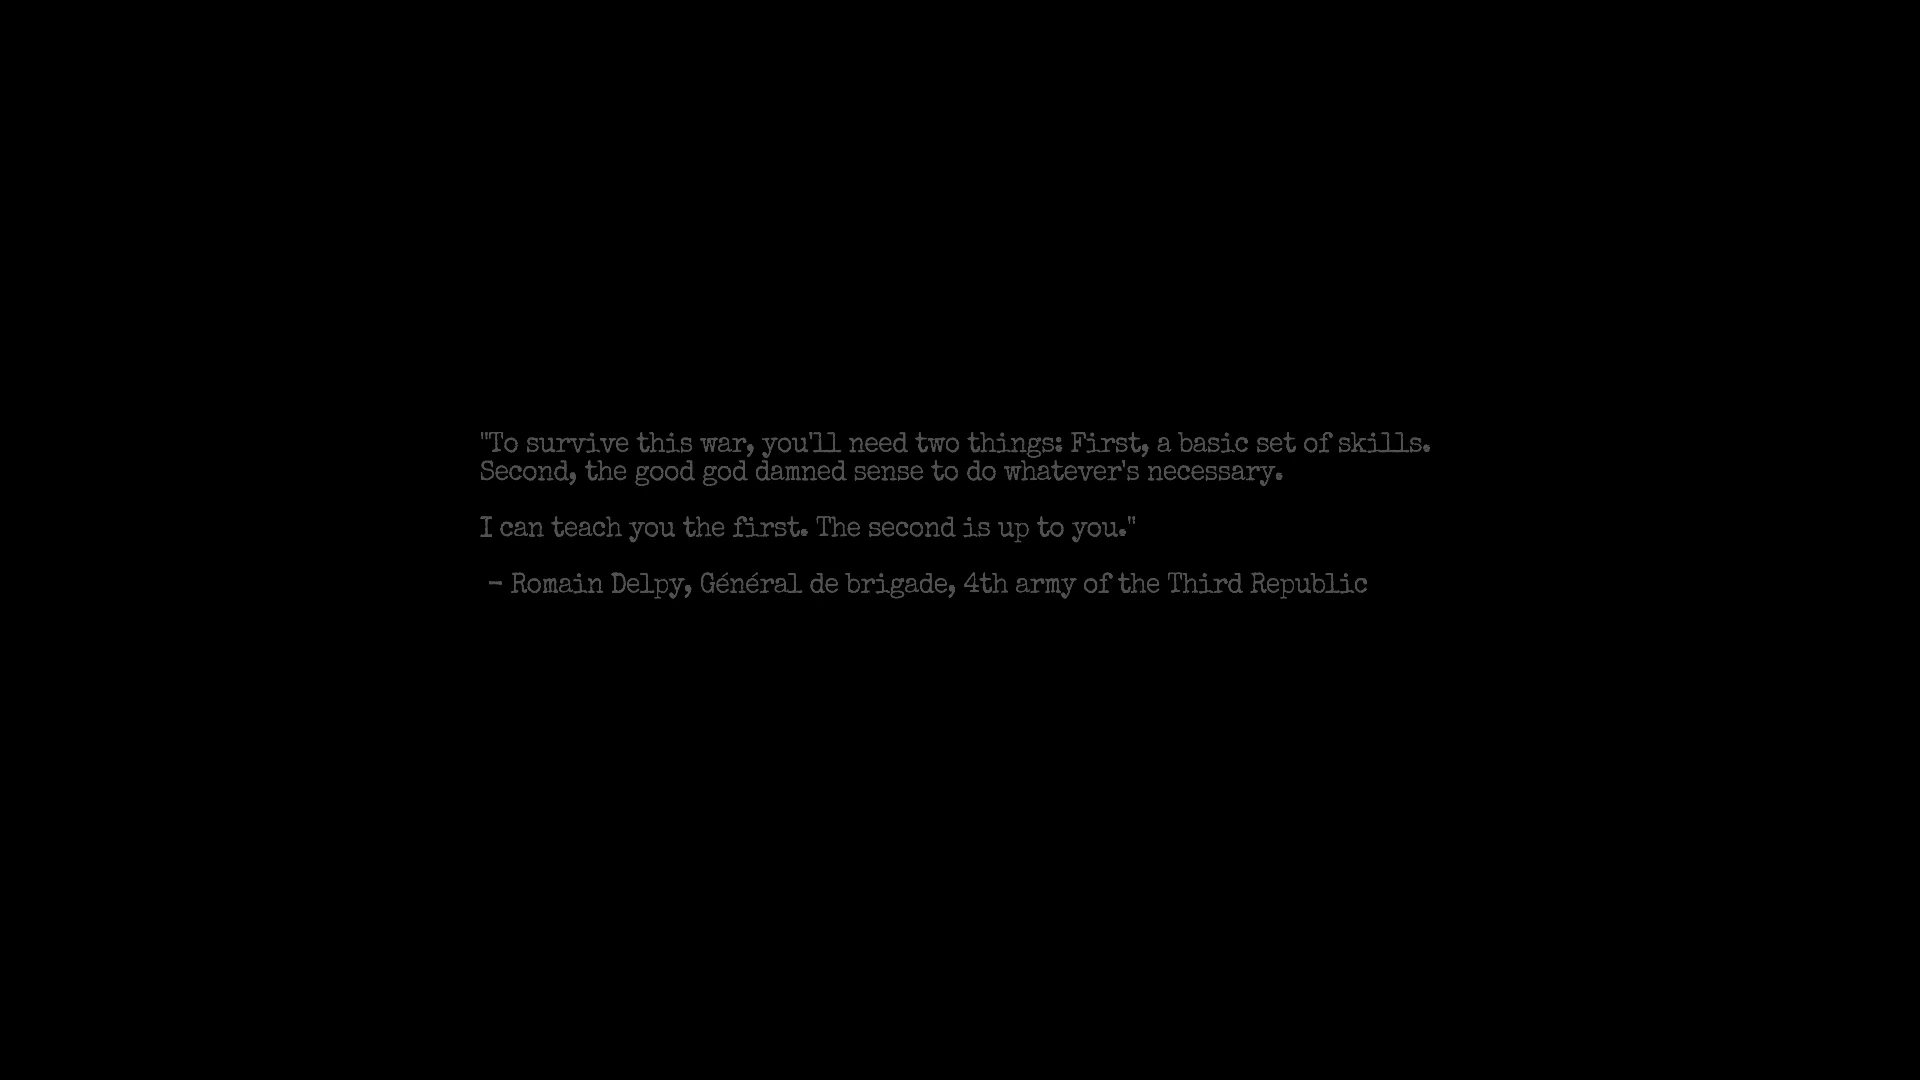 "To survive this war, you'll need two things: First, a basic set of skills.
Second, the good god damned sense to do whatever's necessary.
I can teach you the first. The second is up to you."
- Romain Delpy, Général de brigade, 4th army of the Third Republic